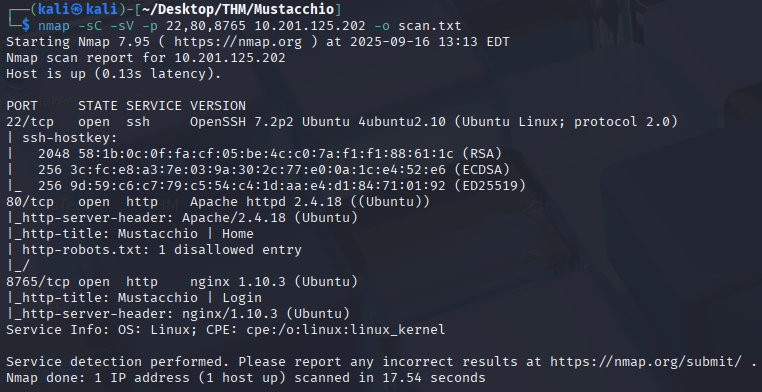 ┌──(kali㉿kali)-[~/Desktop/THM/Mustacchio]
└─$ nmap -sC -sV -p 22,80,8765 10.201.125.202 -o scan.txt
Starting Nmap 7.95 ( https://nmap.org ) at 2025-09-16 13:13 EDT
Nmap scan report for 10.201.125.202
Host is up (0.13s latency).

PORT     STATE SERVICE VERSION
22/tcp   open  ssh     OpenSSH 7.2p2 Ubuntu 4ubuntu2.10 (Ubuntu Linux; protocol 2.0)
| ssh-hostkey:
|   2048 58:1b:0c:0f:fa:cf:05:be:4c:c0:7a:f1:f1:88:61:1c (RSA)
|   256 3c:fc:e8:a3:7e:03:9a:30:2c:77:e0:0a:1c:e4:52:e6 (ECDSA)
|_  256 9d:59:c6:c7:79:c5:54:c4:1d:aa:e4:d1:84:71:01:92 (ED25519)
80/tcp   open  http    Apache httpd 2.4.18 ((Ubuntu))
|_http-server-header: Apache/2.4.18 (Ubuntu)
|_http-title: Mustacchio | Home
| http-robots.txt: 1 disallowed entry
|_/
8765/tcp open  http    nginx 1.10.3 (Ubuntu)
|_http-title: Mustacchio | Login
|_http-server-header: nginx/1.10.3 (Ubuntu)
Service Info: OS: Linux; CPE: cpe:/o:linux:linux_kernel

Service detection performed. Please report any incorrect results at https://nmap.org/submit/ .
Nmap done: 1 IP address (1 host up) scanned in 17.54 seconds